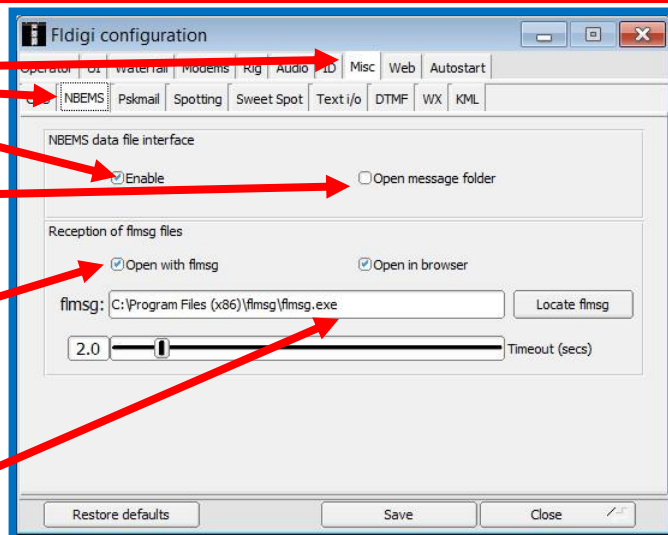 Fldigi configuration
Operator UI Waterfall Modems Rig Audio ID Misc Web Autostart
NBEMS Pskmail Spotting Sweet Spot Text i/o DTMF WX KML
NBEMS data file interface
Enable Open message folder
Reception of flmsg files
Open with flmsg Open in browser
flmsg: C:\Program Files (x86)\flmsg\flmsg.exe Locate flmsg
2.0 Timeout (secs)
Restore defaults Save Close